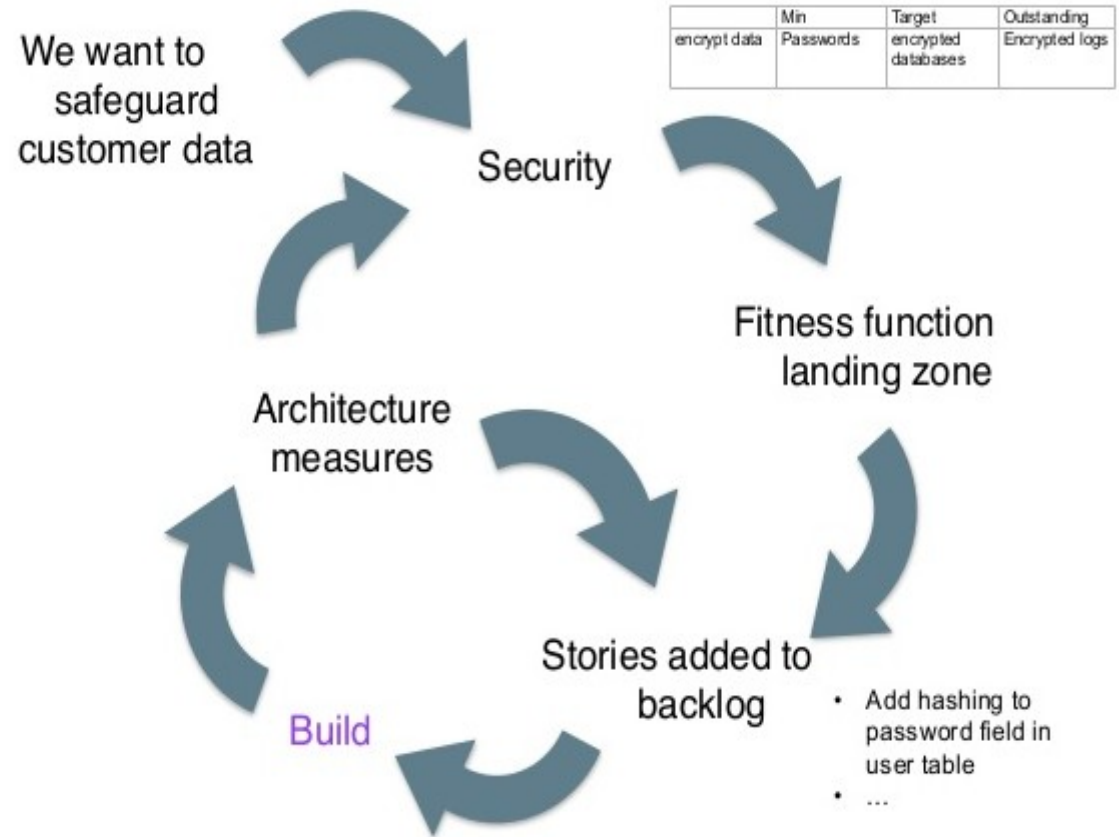 We want to
safeguard
customer data
Min Target Outstanding
encrypt data Passwords encrypted Encrypted logs
databases
Security
Fitness function
landing zone
Architecture
measures
Stories added to
backlog
• Add hashing to
password field in
user table
• ...
Build